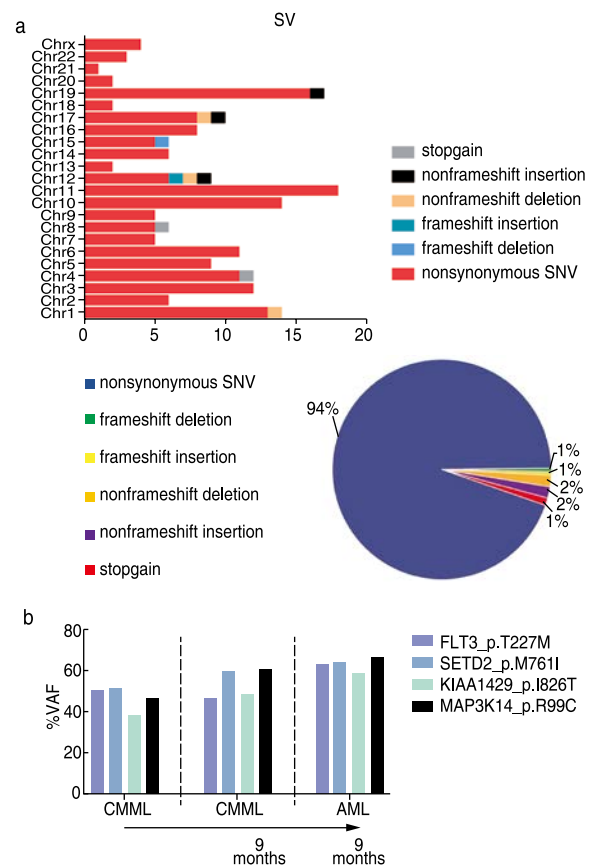 a
SV
Chrx
Chr22
Chr21
Chr20
Chr19
Chr18
Chr17
Chr16
Chr15
Chr14
Chr13
Chr12
Chr11
Chr10
Chr9
Chr8
Chr7
Chr6
Chr5
Chr4
Chr3
Chr2
Chr1
0 5 10 15 20
stopgain
nonframeshift insertion
nonframeshift deletion
frameshift insertion
frameshift deletion
nonsynonymous SNV
nonsynonymous SNV
frameshift deletion
frameshift insertion
nonframeshift deletion
nonframeshift insertion
stopgain
94%
1%
1%
2%
2%
1%
b
%VAF
80
60
40
20
0
CMML CMML AML
9 months
9 months
FLT3_p.T227M
SETD2_p.M761I
KIAA1429_p.I826T
MAP3K14_p.R99C